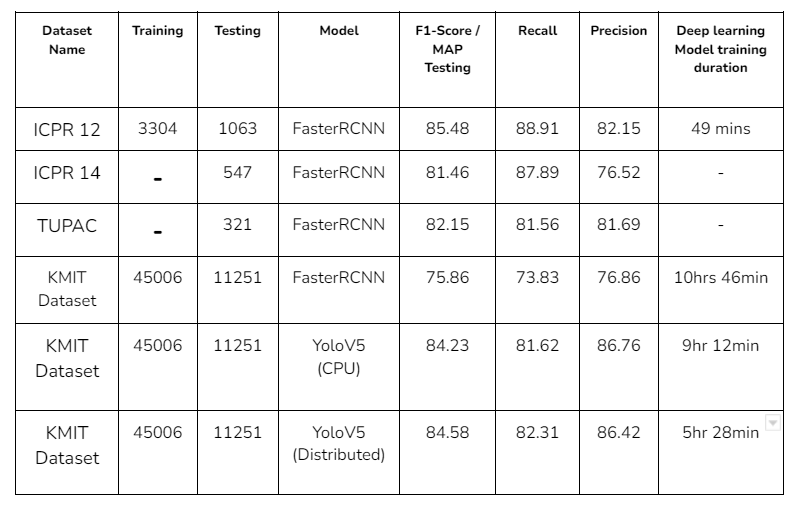 Dataset Name Training Testing Model F1-Score / MAP Testing Recall Precision Deep learning Model training duration
ICPR 12 3304 1063 FasterRCNN 85.48 88.91 82.15 49 mins
ICPR 14 - 547 FasterRCNN 81.46 87.89 76.52 -
TUPAC - 321 FasterRCNN 82.15 81.56 81.69 -
KMIT Dataset 45006 11251 FasterRCNN 75.86 73.83 76.86 10hrs 46min
KMIT Dataset 45006 11251 YoloV5 (CPU) 84.23 81.62 86.76 9hr 12min
KMIT Dataset 45006 11251 YoloV5 (Distributed) 84.58 82.31 86.42 5hr 28min